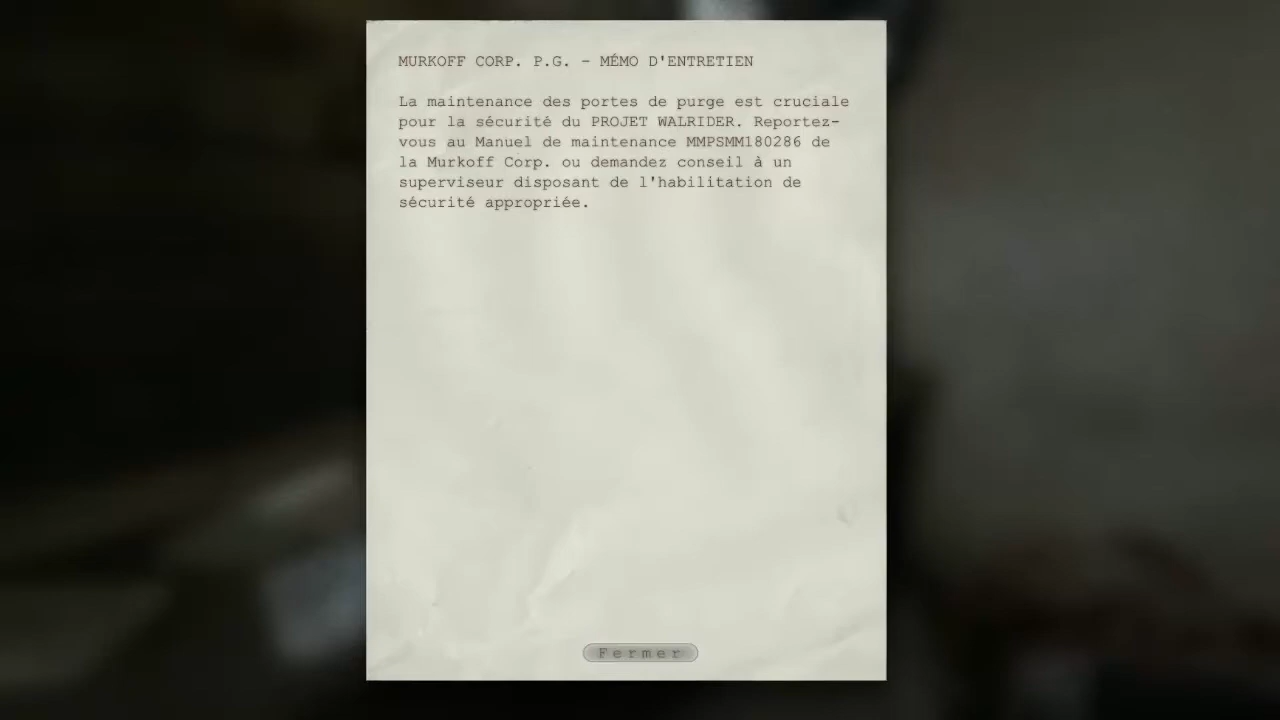 MURKOFF CORP. P.G. - MÉMO D'ENTRETIEN
La maintenance des portes de purge est cruciale
pour la sécurité du PROJET WALRIDER. Reportez-
vous au Manuel de maintenance MMPSMM180286 de
la Murkoff Corp. ou demandez conseil à un
superviseur disposant de l'habilitation de
sécurité appropriée.
Fermer